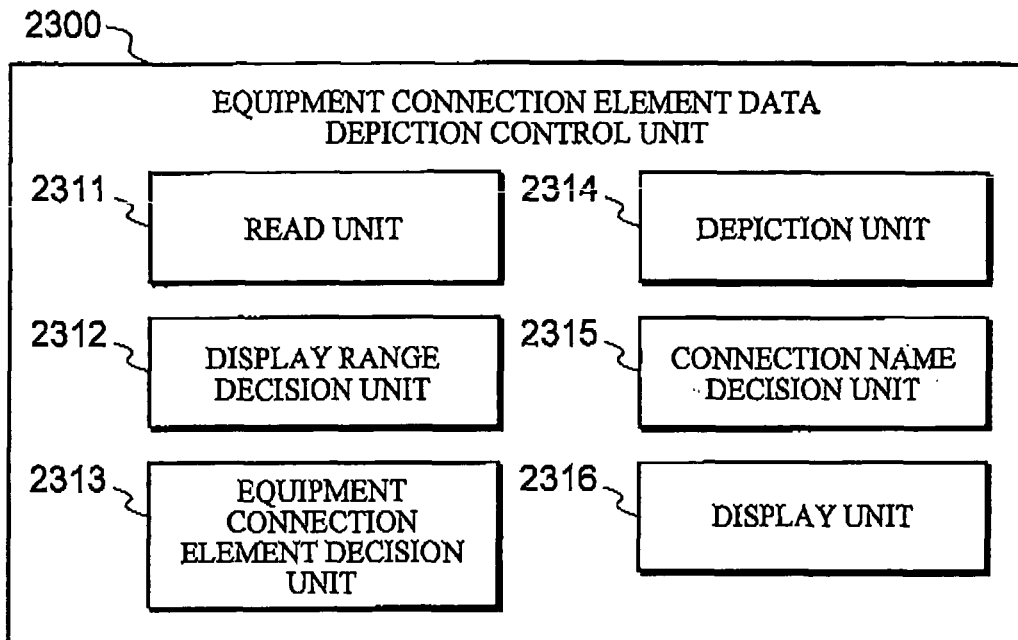 2300
EQUIPMENT CONNECTION ELEMENT DATA
DEPICTION CONTROL UNIT
2311
READ UNIT
2314
DEPICTION UNIT
2312
DISPLAY RANGE
DECISION UNIT
2315
CONNECTION NAME
DECISION UNIT
2313
EQUIPMENT
CONNECTION
ELEMENT DECISION
UNIT
2316
DISPLAY UNIT